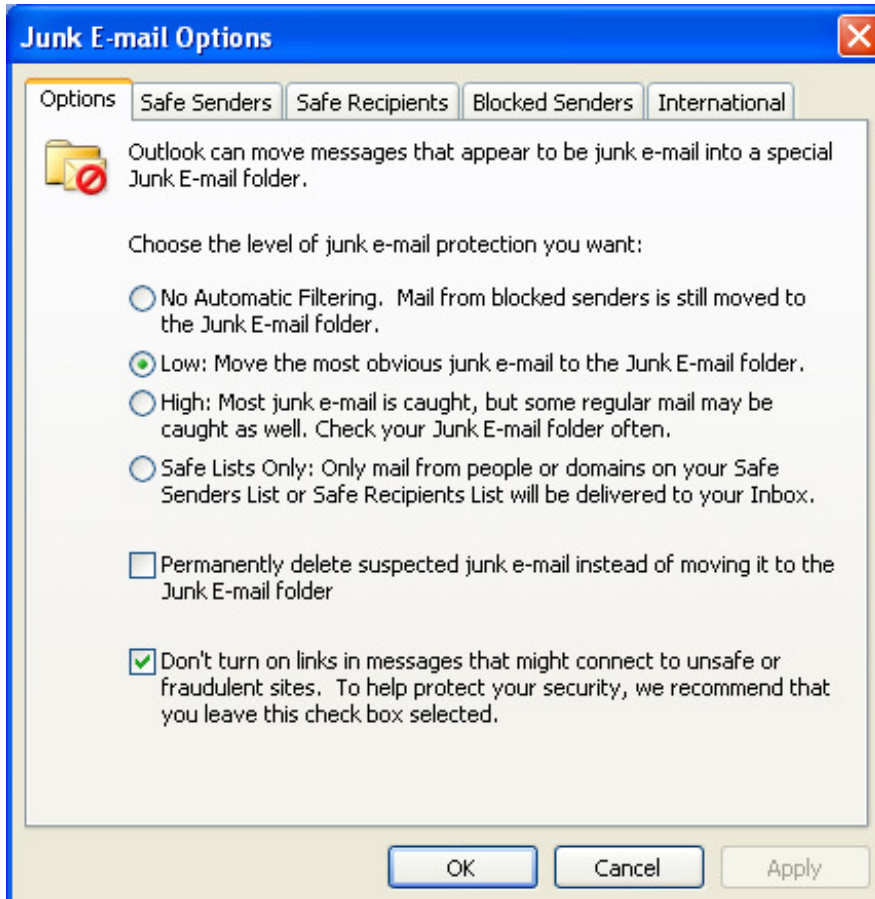 Junk E-mail Options
Options
Safe Senders
Safe Recipients
Blocked Senders
International
Outlook can move messages that appear to be junk e-mail into a special
Junk E-mail folder.
Choose the level of junk e-mail protection you want:
No Automatic Filtering.  Mail from blocked senders is still moved to
the Junk E-mail folder.
Low: Move the most obvious junk e-mail to the Junk E-mail folder.
High: Most junk e-mail is caught, but some regular mail may be
caught as well. Check your Junk E-mail folder often.
Safe Lists Only: Only mail from people or domains on your Safe
Senders List or Safe Recipients List will be delivered to your Inbox.
Permanently delete suspected junk e-mail instead of moving it to the
Junk E-mail folder
Don't turn on links in messages that might connect to unsafe or
fraudulent sites.  To help protect your security, we recommend that
you leave this check box selected.
OK
Cancel
Apply